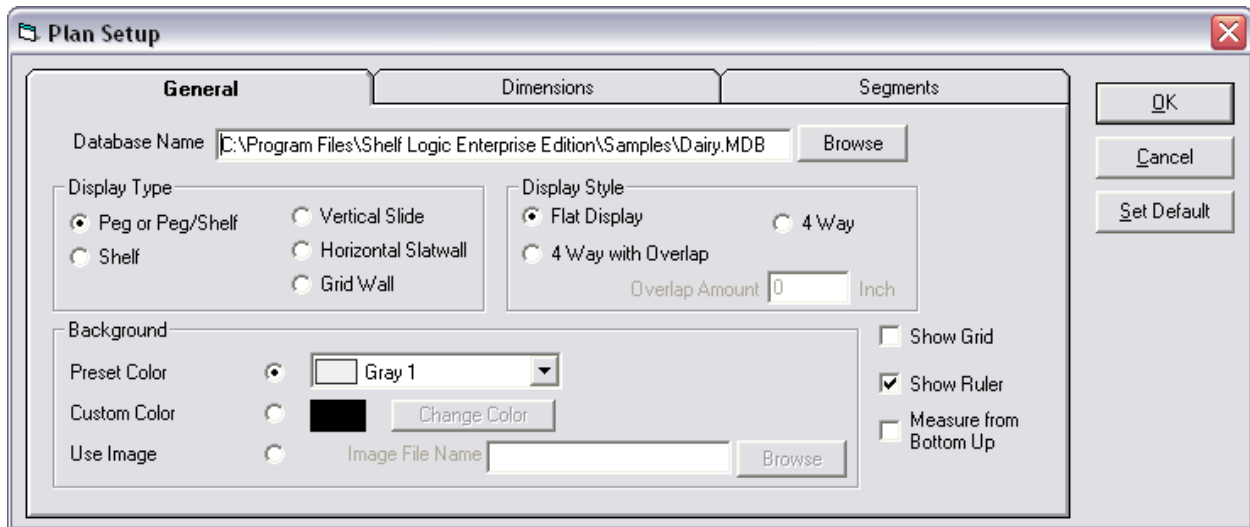 Plan Setup
General
Dimensions
Segments
OK
Cancel
Set Default
Database Name C:\Program Files\Shelf Logic Enterprise Edition\Samples\Dairy.MDB Browse
Display Type
Peg or Peg/Shelf
Shelf
Vertical Slide
Horizontal Slatwall
Grid Wall
Display Style
Flat Display
4 Way
4 Way with Overlap
Overlap Amount 0 Inch
Background
Preset Color Gray 1
Custom Color Change Color
Use Image Image File Name Browse
Show Grid
Show Ruler
Measure from
Bottom Up